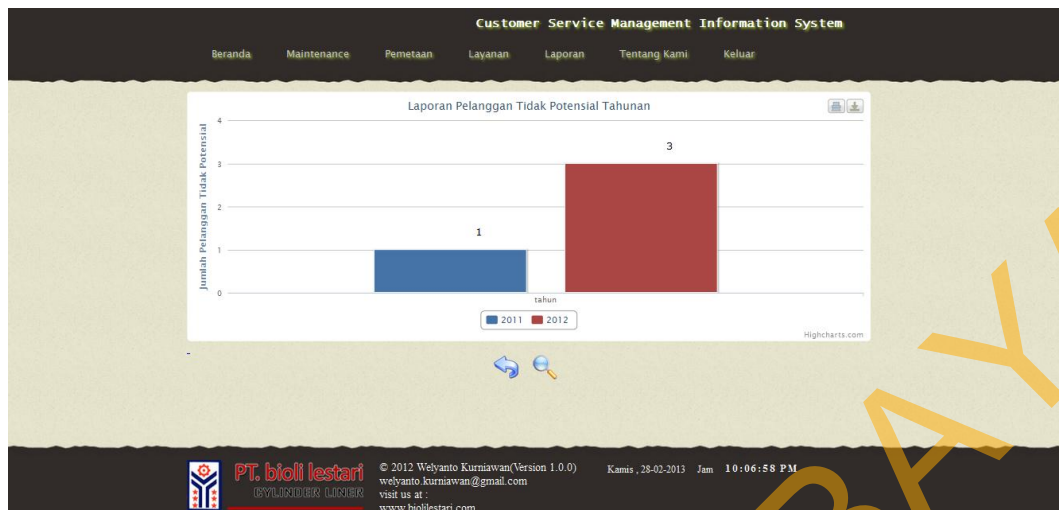 Customer Service Management Information System
Beranda Maintenance Pemetaan Layanan Laporan Tentang Kami Keluar
Laporan Pelanggan Tidak Potensial Tahunan
Jumlah Pelanggan Tidak Potensial
4
3
2
1
0
1
3
tahun
2011 2012
Highcharts.com
PT. bioli lestari
CYLINDER LINER
© 2012 Welyanto Kurniawan(Version 1.0.0)
welyanto.kurniawan@gmail.com
visit us at :
www.biolilestari.com
Kamis , 28-02-2013 Jam 10:06:58 PM